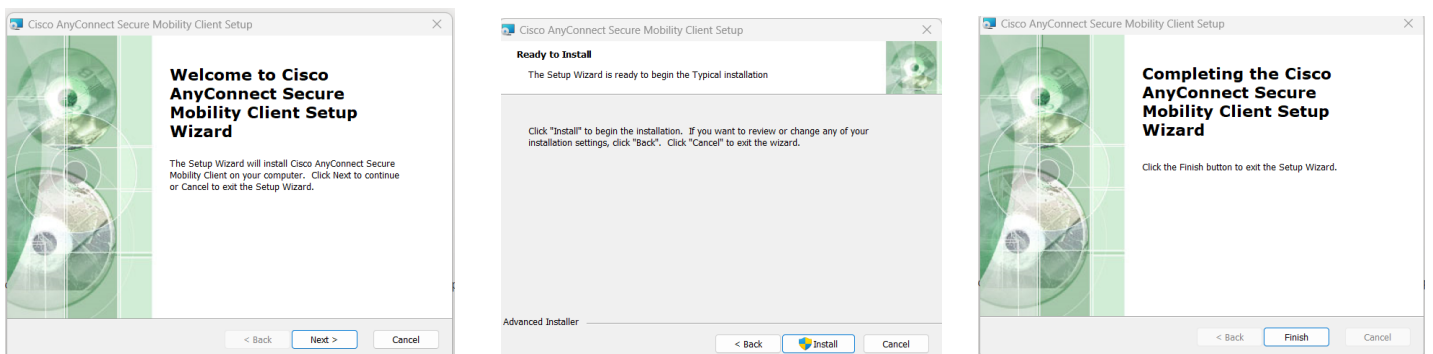 Cisco AnyConnect Secure Mobility Client Setup
Welcome to Cisco
AnyConnect Secure
Mobility Client Setup
Wizard
The Setup Wizard will install Cisco AnyConnect Secure
Mobility Client on your computer. Click Next to continue
or Cancel to exit the Setup Wizard.
< Back
Next >
Cancel
Cisco AnyConnect Secure Mobility Client Setup
Ready to Install
The Setup Wizard is ready to begin the Typical installation
Click "Install" to begin the installation. If you want to review or change any of your
installation settings, click "Back". Click "Cancel" to exit the wizard.
Advanced Installer
< Back
Install
Cancel
Cisco AnyConnect Secure Mobility Client Setup
Completing the Cisco
AnyConnect Secure
Mobility Client Setup
Wizard
Click the Finish button to exit the Setup Wizard.
< Back
Finish
Cancel